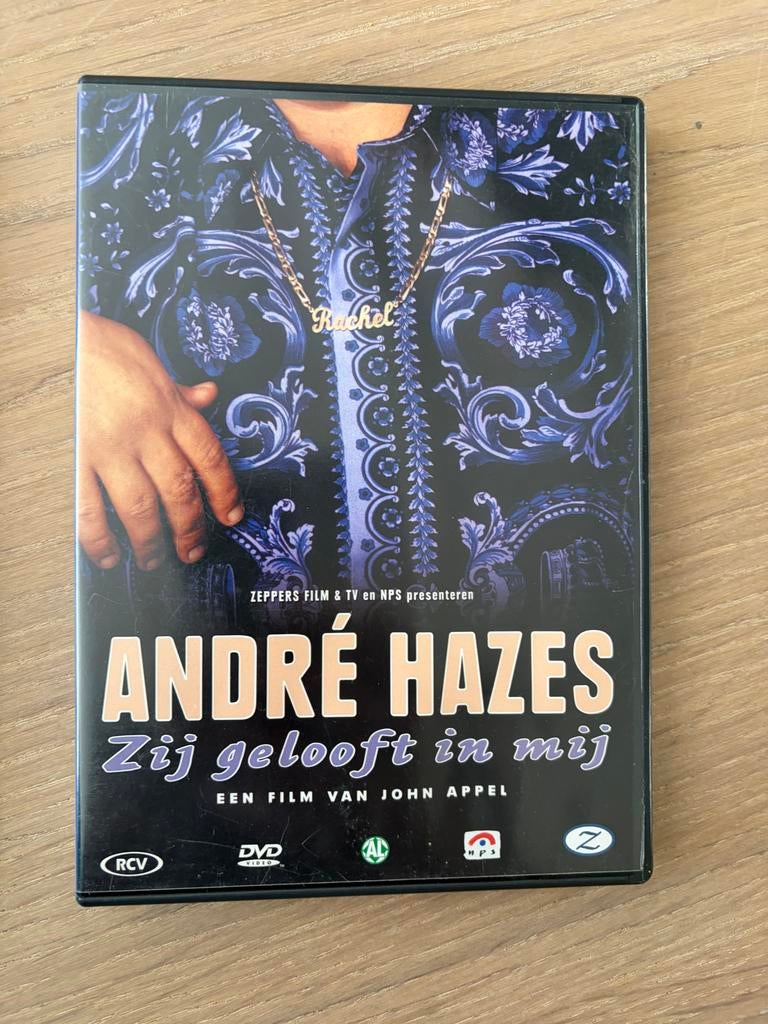 Rachel
ZEPPERS FILM & TV en NPS presenteren
ANDRÉ HAZES
Zij gelooft in mij
EEN FILM VAN JOHN APPEL
RCV DVD VIDEO AL nps Z